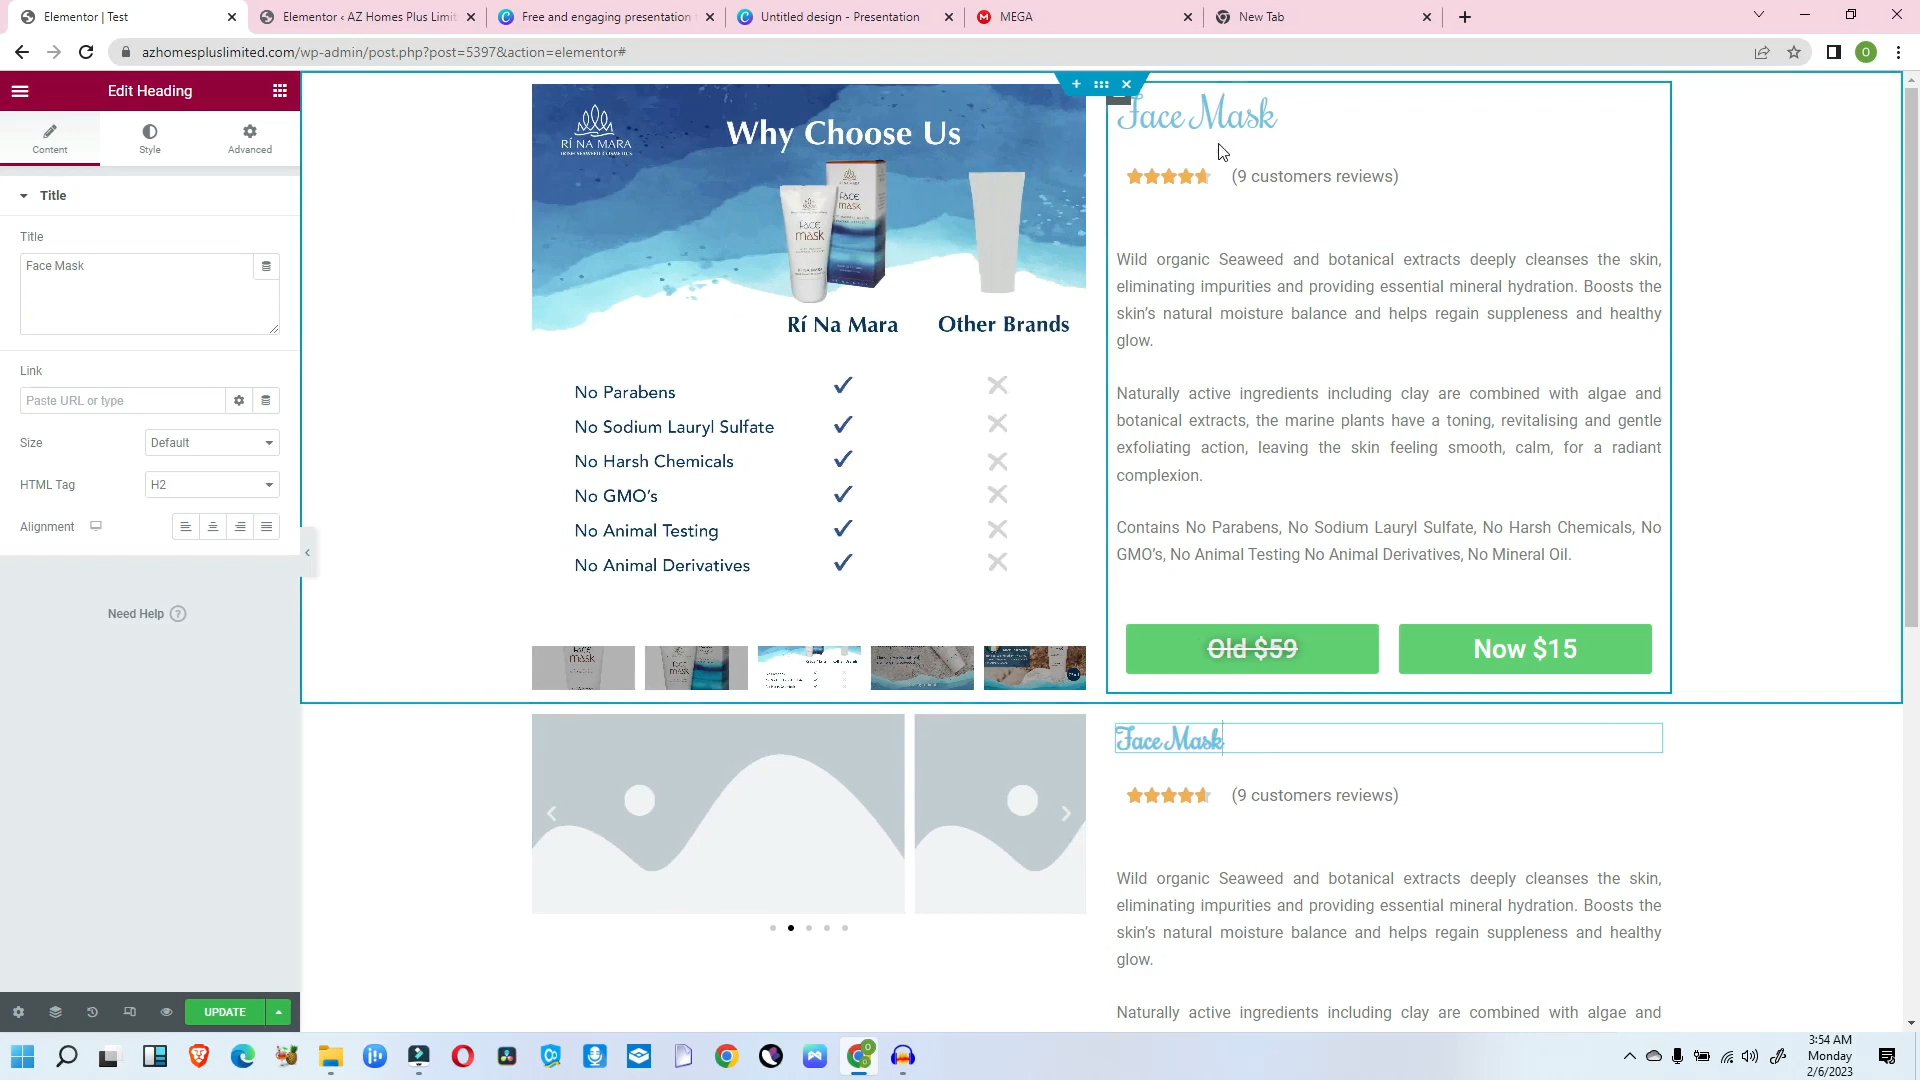 Elementor | Test
Elementor ‹ AZ Homes Plus Limit
Free and engaging presentation
Untitled design - Presentation
MEGA
New Tab
azhomespluslimited.com/wp-admin/post.php?post=5397&action=elementor#
O
Edit Heading
Content
Style
Advanced
Title
Title
Face Mask
Link
Paste URL or type
Size
Default
HTML Tag
H2
Alignment
Need Help
UPDATE
RÍ NA MARA
IRISH SEAWEED COSMETICS
Why Choose Us
FACE
mask
FACE
mask
Rí Na Mara
Other Brands
No Parabens
No Sodium Lauryl Sulfate
No Harsh Chemicals
No GMO's
No Animal Testing
No Animal Derivatives
Face Mask
(9 customers reviews)
Wild organic Seaweed and botanical extracts deeply cleanses the skin,
eliminating impurities and providing essential mineral hydration. Boosts the
skin's natural moisture balance and helps regain suppleness and healthy
glow.
Naturally active ingredients including clay are combined with algae and
botanical extracts, the marine plants have a toning, revitalising and gentle
exfoliating action, leaving the skin feeling smooth, calm, for a radiant
complexion.
Contains No Parabens, No Sodium Lauryl Sulfate, No Harsh Chemicals, No
GMO's, No Animal Testing No Animal Derivatives, No Mineral Oil.
Old $59
Now $15
Face Mask
(9 customers reviews)
Wild organic Seaweed and botanical extracts deeply cleanses the skin,
eliminating impurities and providing essential mineral hydration. Boosts the
skin's natural moisture balance and helps regain suppleness and healthy
glow.
Naturally active ingredients including clay are combined with algae and
3:54 AM
Monday
2/6/2023